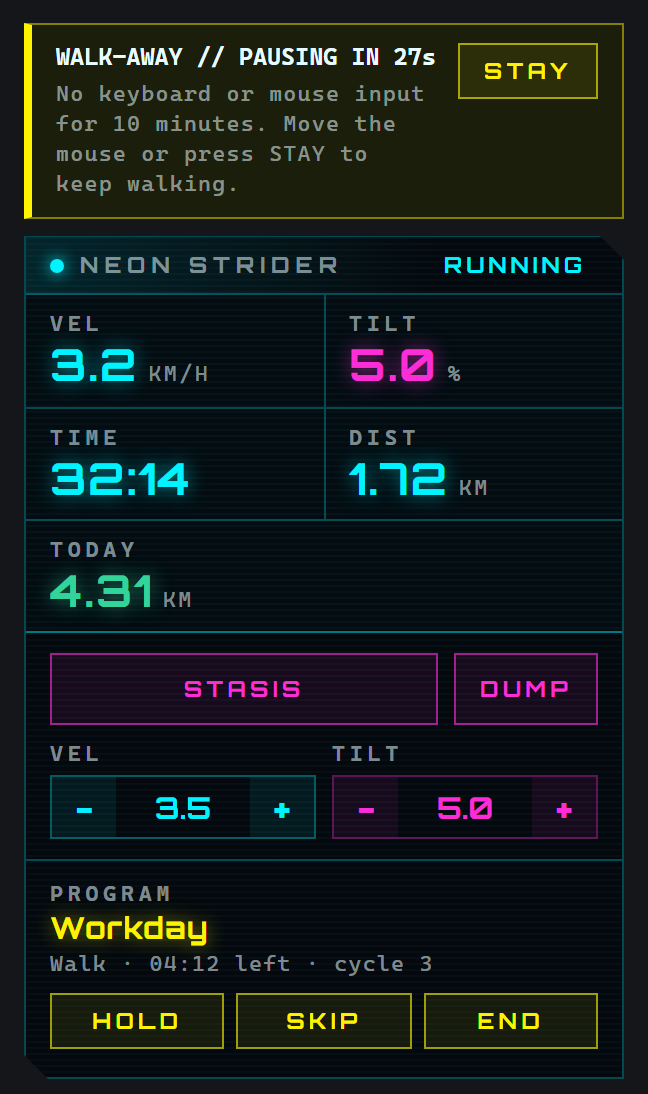 WALK-AWAY // PAUSING IN 27s
STAY
No keyboard or mouse input
for 10 minutes. Move the
mouse or press STAY to
keep walking.
NEON STRIDER
RUNNING
VEL
3.2 KM/H
TILT
5.0 %
TIME
32:14
DIST
1.72 KM
TODAY
4.31 KM
STASIS
DUMP
VEL
TILT
- 3.5 +
- 5.0 +
PROGRAM
Workday
Walk · 04:12 left · cycle 3
HOLD
SKIP
END